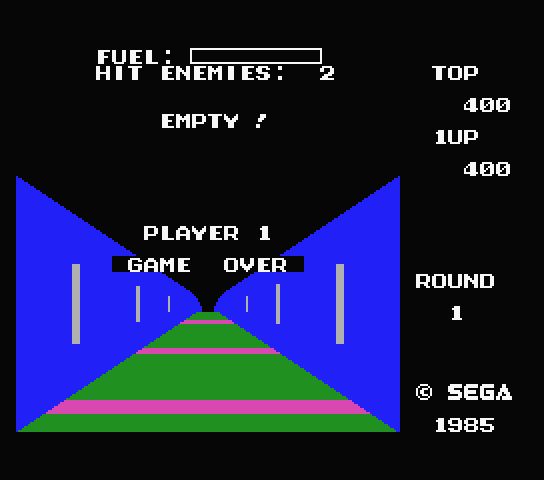 FUEL:
HIT ENEMIES: 2
TOP
400
EMPTY !
1UP
400
PLAYER 1
GAME OVER
ROUND
1
© SEGA
1985